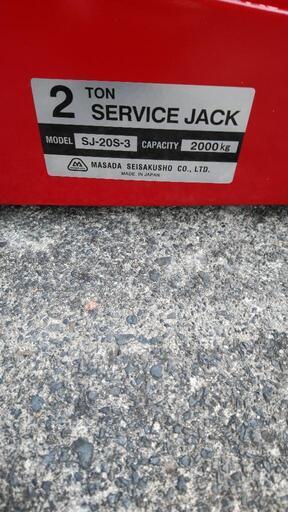 2 TON
SERVICE JACK
MODEL SJ-20S-3 CAPACITY 2000kg
MASADA SEISAKUSHO CO., LTD.
MADE IN JAPAN